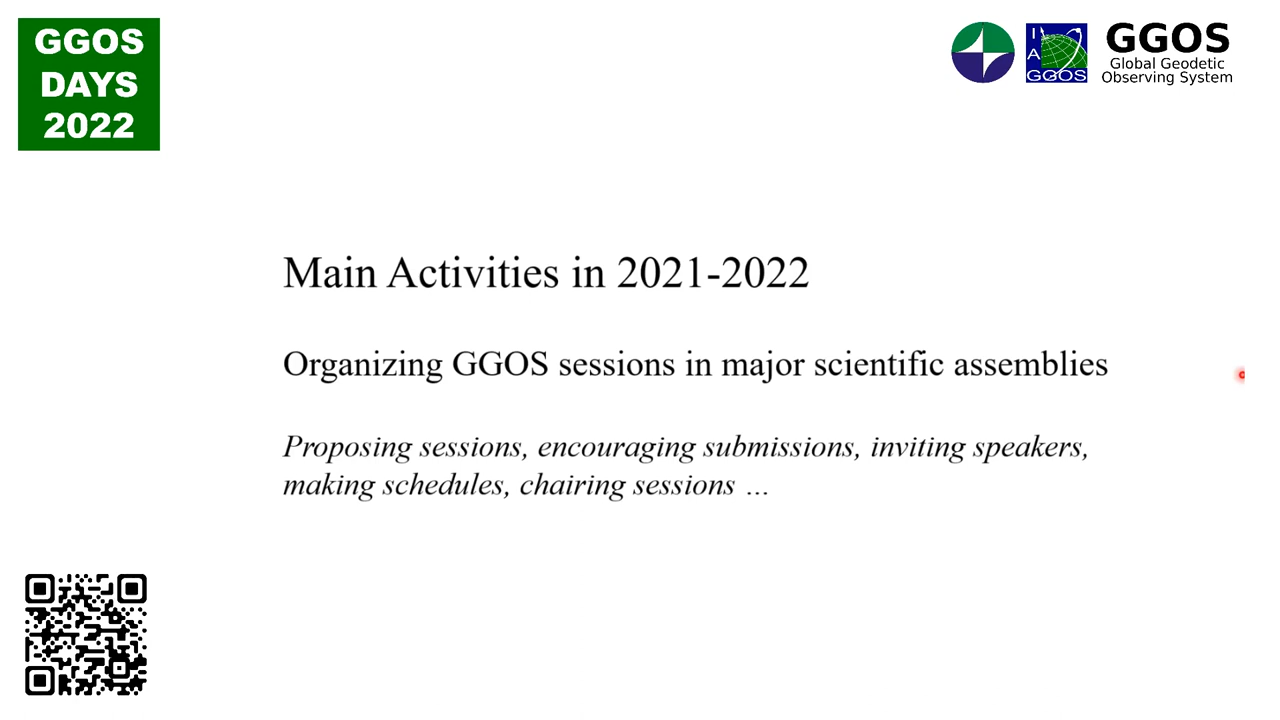 GGOS
DAYS
2022
I
A
GGOS
GGOS
Global Geodetic
Observing System
Main Activities in 2021-2022
Organizing GGOS sessions in major scientific assemblies
Proposing sessions, encouraging submissions, inviting speakers,
making schedules, chairing sessions ...